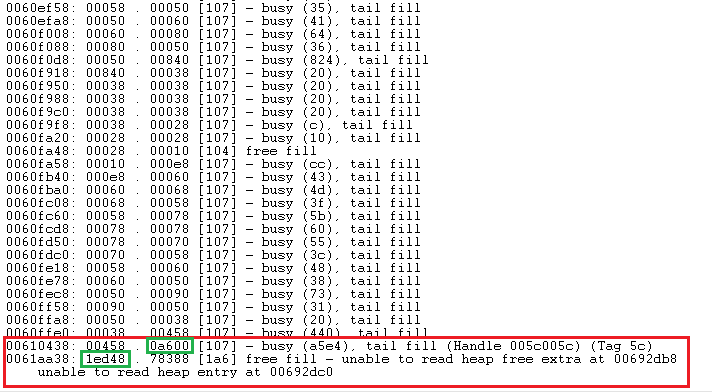 0060ef58: 00058 . 00050 [107] - busy (35), tail fill
0060efa8: 00050 . 00060 [107] - busy (41), tail fill
0060f008: 00060 . 00080 [107] - busy (64), tail fill
0060f088: 00080 . 00050 [107] - busy (36), tail fill
0060f0d8: 00050 . 00840 [107] - busy (824), tail fill
0060f918: 00840 . 00038 [107] - busy (20), tail fill
0060f950: 00038 . 00038 [107] - busy (20), tail fill
0060f988: 00038 . 00038 [107] - busy (20), tail fill
0060f9c0: 00038 . 00038 [107] - busy (20), tail fill
0060f9f8: 00038 . 00028 [107] - busy (c), tail fill
0060fa20: 00028 . 00028 [107] - busy (10), tail fill
0060fa48: 00028 . 00010 [104] free fill
0060fa58: 00010 . 000e8 [107] - busy (cc), tail fill
0060fb40: 000e8 . 00060 [107] - busy (43), tail fill
0060fba0: 00060 . 00068 [107] - busy (4d), tail fill
0060fc08: 00068 . 00058 [107] - busy (3f), tail fill
0060fc60: 00058 . 00078 [107] - busy (5b), tail fill
0060fcd8: 00078 . 00078 [107] - busy (60), tail fill
0060fd50: 00078 . 00070 [107] - busy (55), tail fill
0060fdc0: 00070 . 00058 [107] - busy (3c), tail fill
0060fe18: 00058 . 00060 [107] - busy (48), tail fill
0060fe78: 00060 . 00050 [107] - busy (38), tail fill
0060fec8: 00050 . 00090 [107] - busy (73), tail fill
0060ff58: 00090 . 00050 [107] - busy (31), tail fill
0060ffa8: 00050 . 00038 [107] - busy (20), tail fill
0060ffe0: 00038 . 00458 [107] - busy (440), tail fill
00610438: 00458 . 0a600 [107] - busy (a5e4), tail fill (Handle 005c005c) (Tag 5c)
0061aa38: 1ed48 . 78388 [1a6] free fill - unable to read heap free extra at 00692db8
unable to read heap entry at 00692dc0